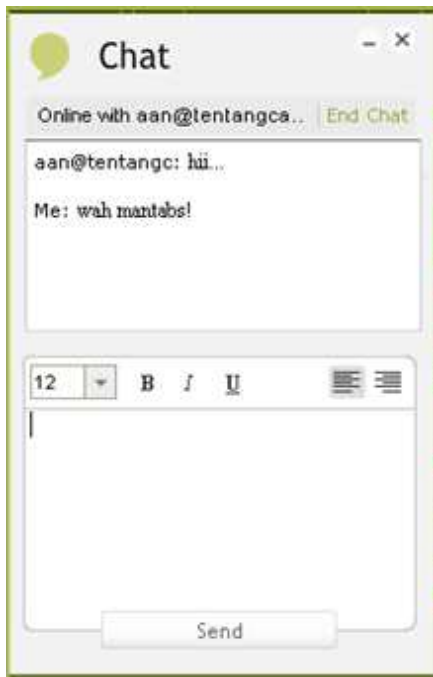 Chat
Online with aan@tentangca.. End Chat
aan@tentangc: hii...
Me: wah mantabs!
12 B I U
Send